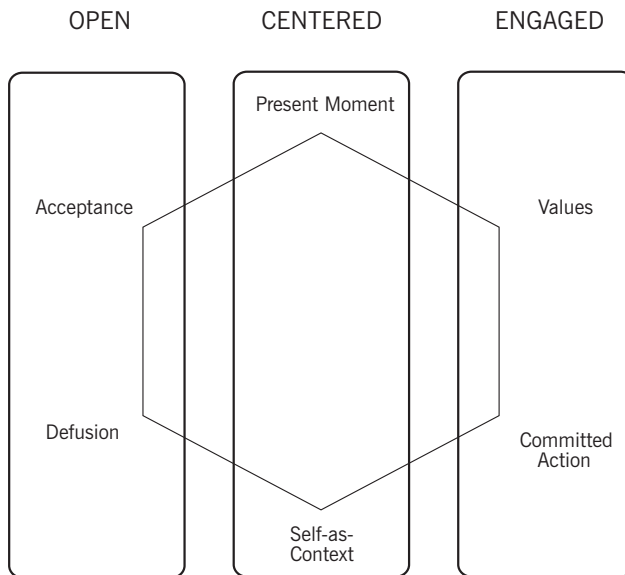 OPEN
CENTERED
ENGAGED
Present Moment
Acceptance
Values
Defusion
Committed
Action
Self-as-
Context